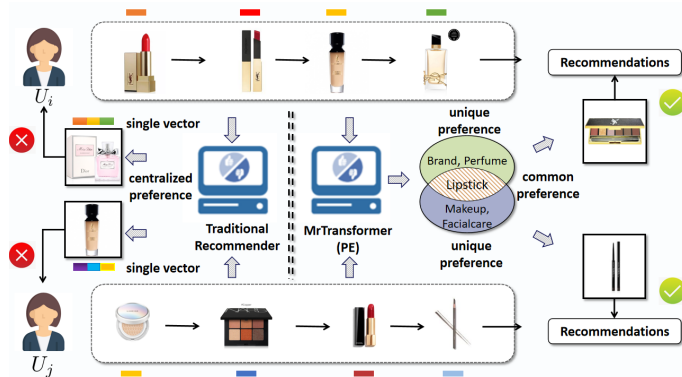 Recommendations
U_i
unique
preference
single vector
Brand, Perfume
centralized
preference
Lipstick
common
preference
Makeup,
Facialcare
Traditional
Recommender
MrTransformer
(PE)
single vector
unique
preference
Recommendations
U_j